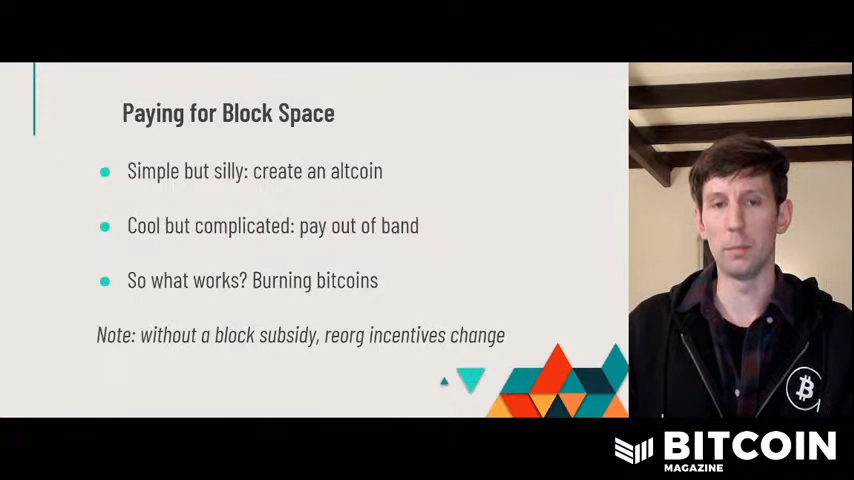 Paying for Block Space
Simple but silly: create an altcoin
Cool but complicated: pay out of band
So what works? Burning bitcoins
Note: without a block subsidy, reorg incentives change
BITCOIN
MAGAZINE